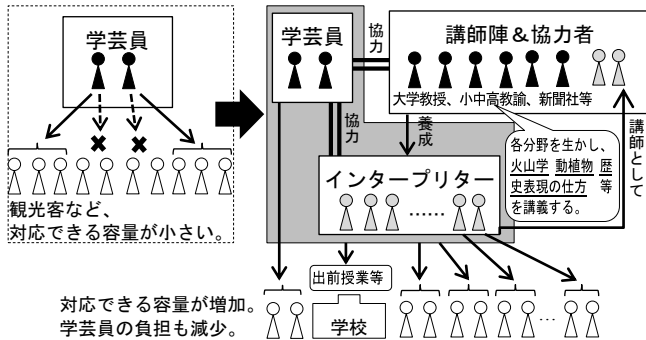 学芸員
観光客など、
対応できる容量が小さい。
学芸員
協力
講師陣&協力者
大学教授、小中高教諭、新聞社等
協力
養成
各分野を生かし、
火山学 動植物 歴
史表現の仕方 等
を講義する。
講師として
インタープリター
……
出前授業等
学校
…
対応できる容量が増加。
学芸員の負担も減少。